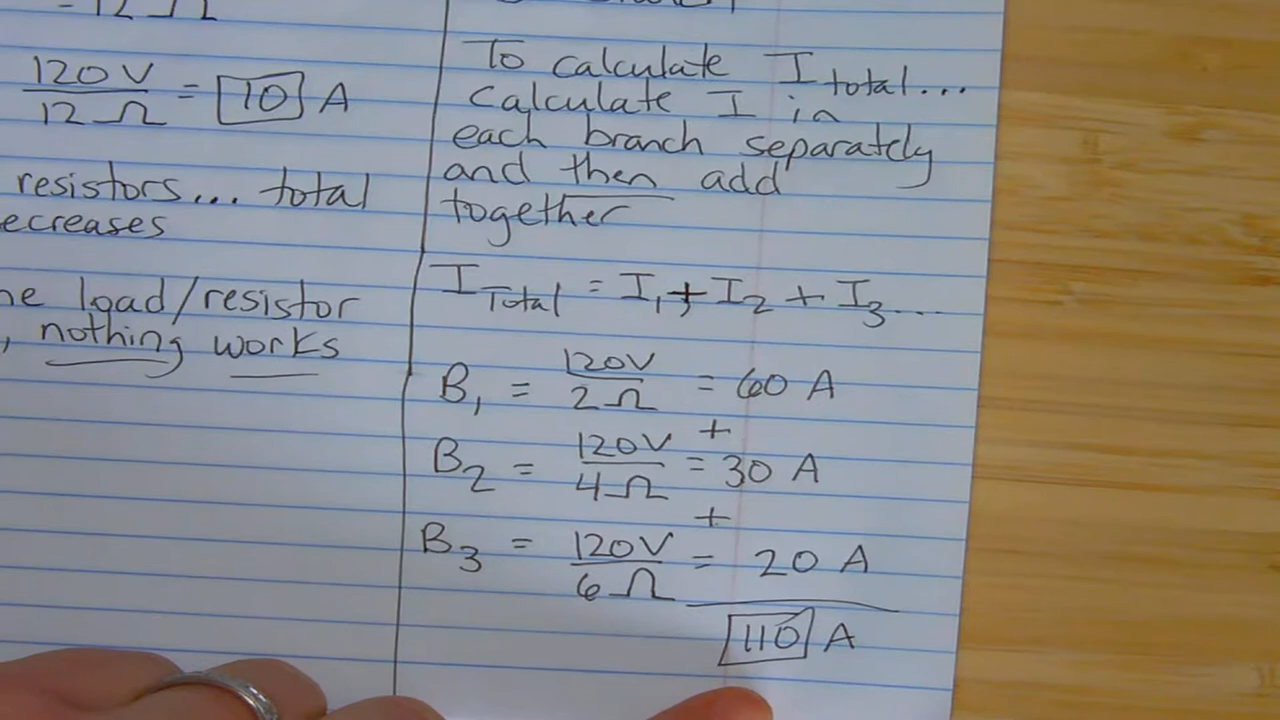 120V
12 Ω = 10 A
resistors... total
ecreases
he load/resistor
, nothing works
To calculate I total...
Calculate I in
each branch separately
and then add
together
I Total = I1 + I2 + I3 ...
B1 = 120V / 2 Ω = 60 A
+
B2 = 120V / 4 Ω = 30 A
+
B3 = 120V / 6 Ω = 20 A
110 A